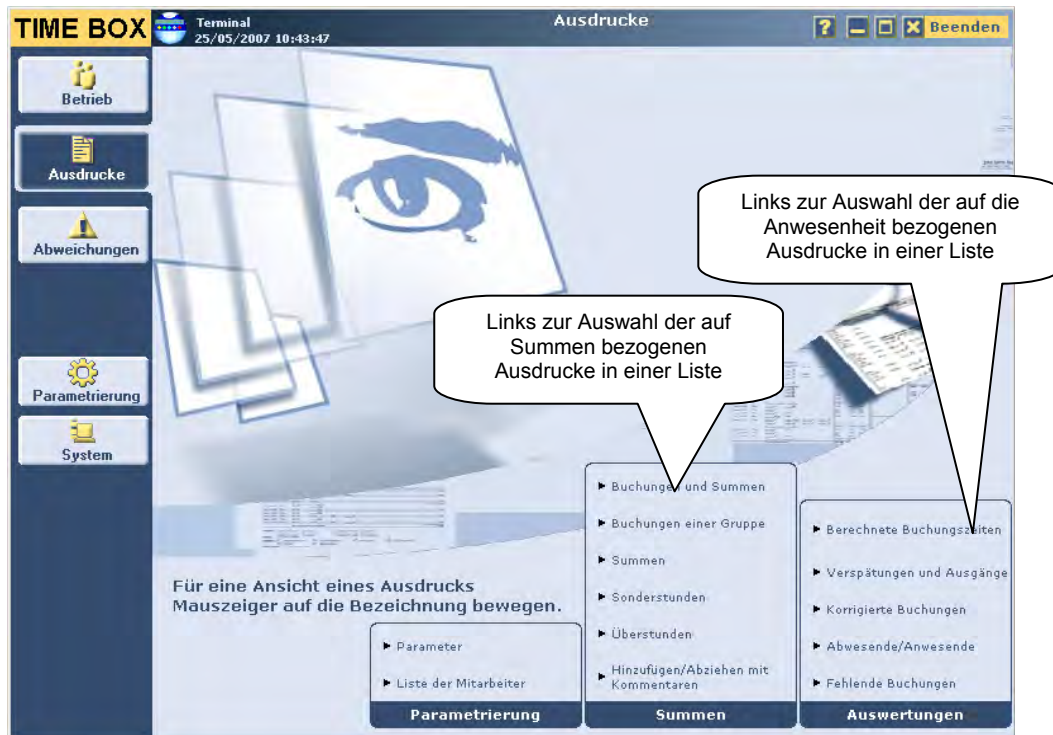 TIME BOX
Terminal
25/05/2007 10:43:47
Ausdrucke
?
Beenden
Betrieb
Ausdrucke
Abweichungen
Parametrierung
System
Links zur Auswahl der auf die
Anwesenheit bezogenen
Ausdrucke in einer Liste
Links zur Auswahl der auf
Summen bezogenen
Ausdrucke in einer Liste
Für eine Ansicht eines Ausdrucks
Mauszeiger auf die Bezeichnung bewegen.
Parameter
Liste der Mitarbeiter
Parametrierung
Buchungen und Summen
Buchungen einer Gruppe
Summen
Sonderstunden
Überstunden
Hinzufügen/Abziehen mit
Kommentaren
Summen
Berechnete Buchungszeiten
Verspätungen und Ausgänge
Korrigierte Buchungen
Abwesende/Anwesende
Fehlende Buchungen
Auswertungen